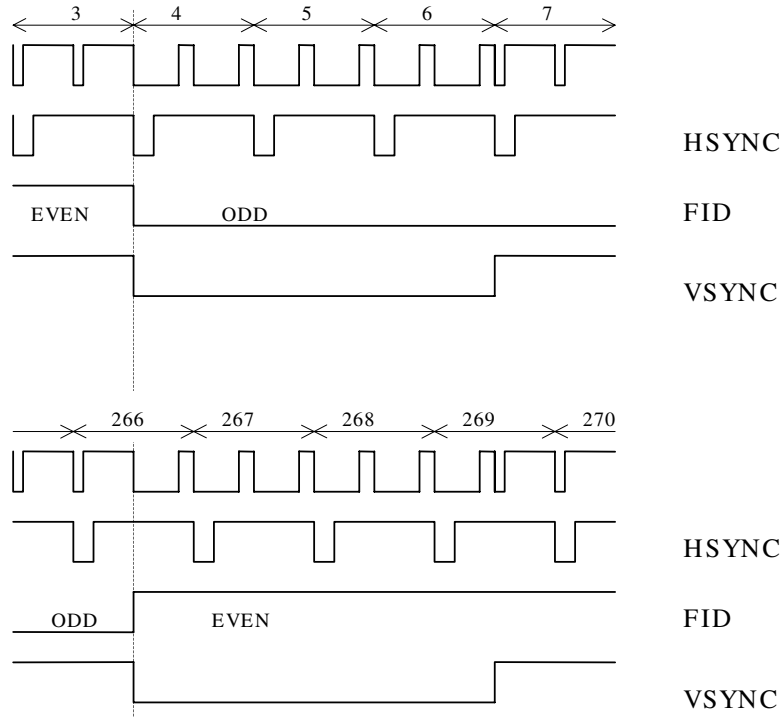 3 4 5 6 7
HSYNC
FID
EVEN ODD
VSYNC
266 267 268 269 270
HSYNC
FID
ODD EVEN
VSYNC